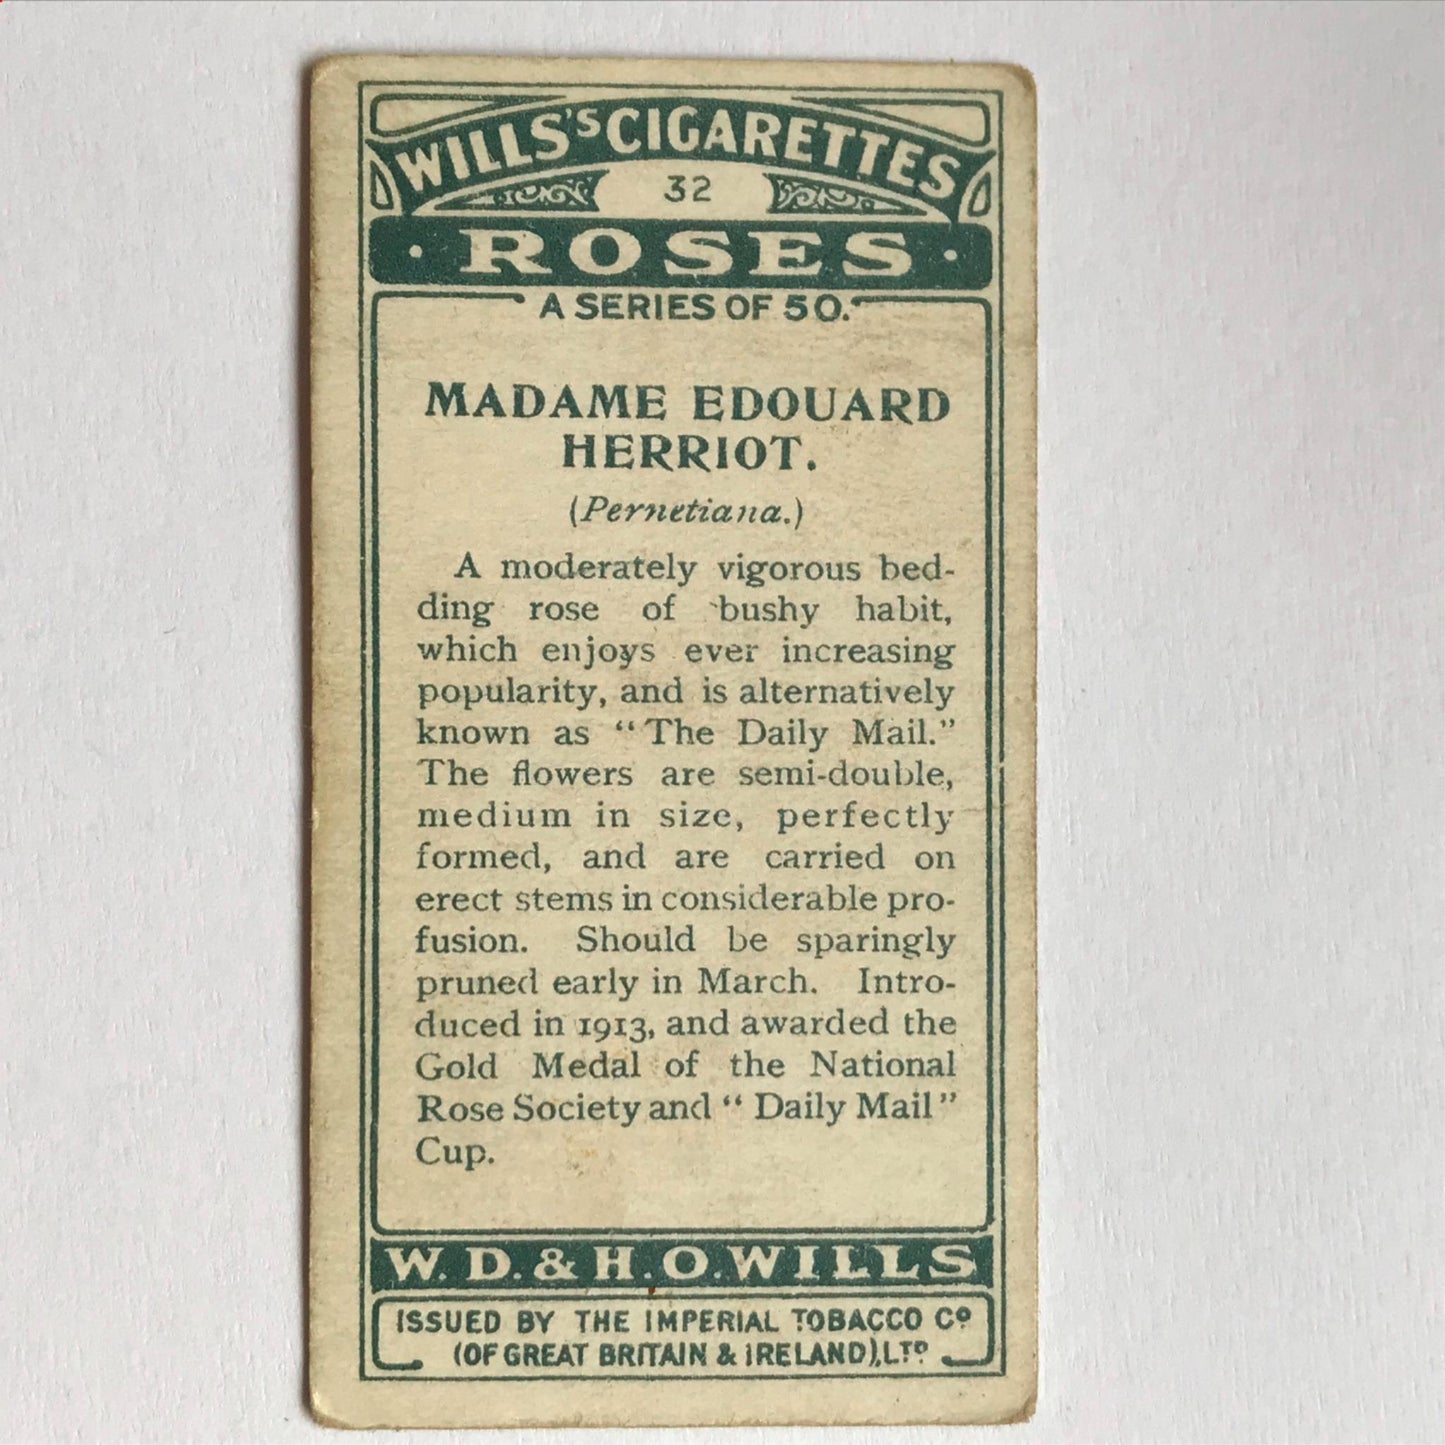 WILLS'S CIGARETTES
32
· ROSES ·
A SERIES OF 50.
MADAME EDOUARD
HERRIOT.
(Pernetiana.)
A moderately vigorous bed-
ding rose of bushy habit,
which enjoys ever increasing
popularity, and is alternatively
known as “The Daily Mail.”
The flowers are semi-double,
medium in size, perfectly
formed, and are carried on
erect stems in considerable pro-
fusion. Should be sparingly
pruned early in March. Intro-
duced in 1913, and awarded the
Gold Medal of the National
Rose Society and “Daily Mail”
Cup.
W. D. & H. O. WILLS
ISSUED BY THE IMPERIAL TOBACCO Cº
(OF GREAT BRITAIN & IRELAND), LTD